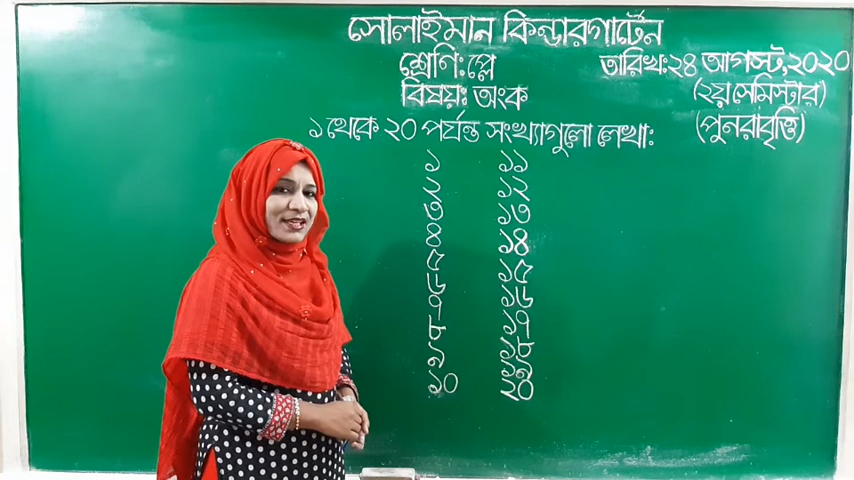 সোলাইমান কিন্ডারগার্টেন
শ্রেণি:প্লে
তারিখ:২৪ আগস্ট,২০২০
বিষয়: অংক
(২য় সেমিস্টার)
(পুনরাবৃত্তি)
১ থেকে ২০ পর্যন্ত সংখ্যাগুলো লেখা:
১ ১১
২ ১২
৩ ১৩
৪ ১৪
৫ ১৫
৬ ১৬
৭ ১৭
৮ ১৮
৯ ১৯
১০ ২০